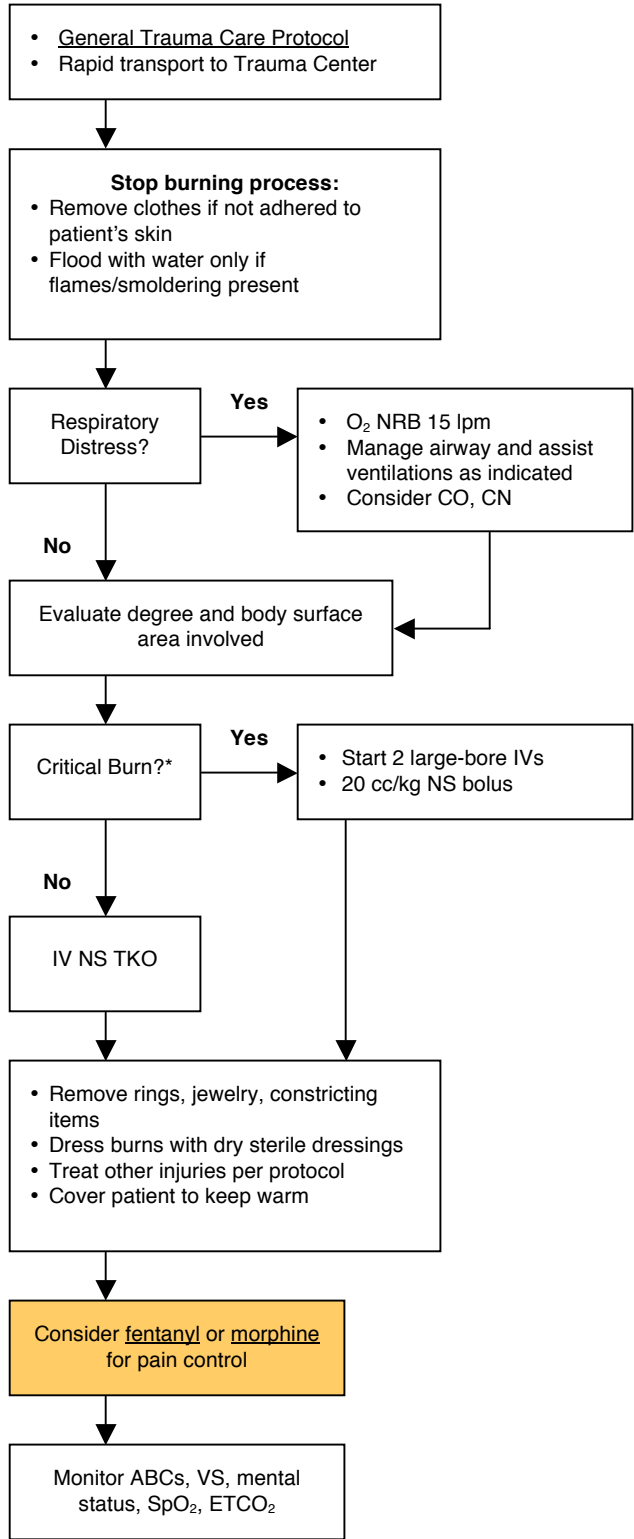 • General Trauma Care Protocol
• Rapid transport to Trauma Center
Stop burning process:
• Remove clothes if not adhered to
patient's skin
• Flood with water only if
flames/smoldering present
Respiratory
Distress?
Yes
• O₂ NRB 15 lpm
• Manage airway and assist
ventilations as indicated
• Consider CO, CN
No
Evaluate degree and body surface
area involved
Critical Burn?*
Yes
• Start 2 large-bore IVs
• 20 cc/kg NS bolus
No
IV NS TKO
• Remove rings, jewelry, constricting
items
• Dress burns with dry sterile dressings
• Treat other injuries per protocol
• Cover patient to keep warm
Consider fentanyl or morphine
for pain control
Monitor ABCs, VS, mental
status, SpO₂, ETCO₂